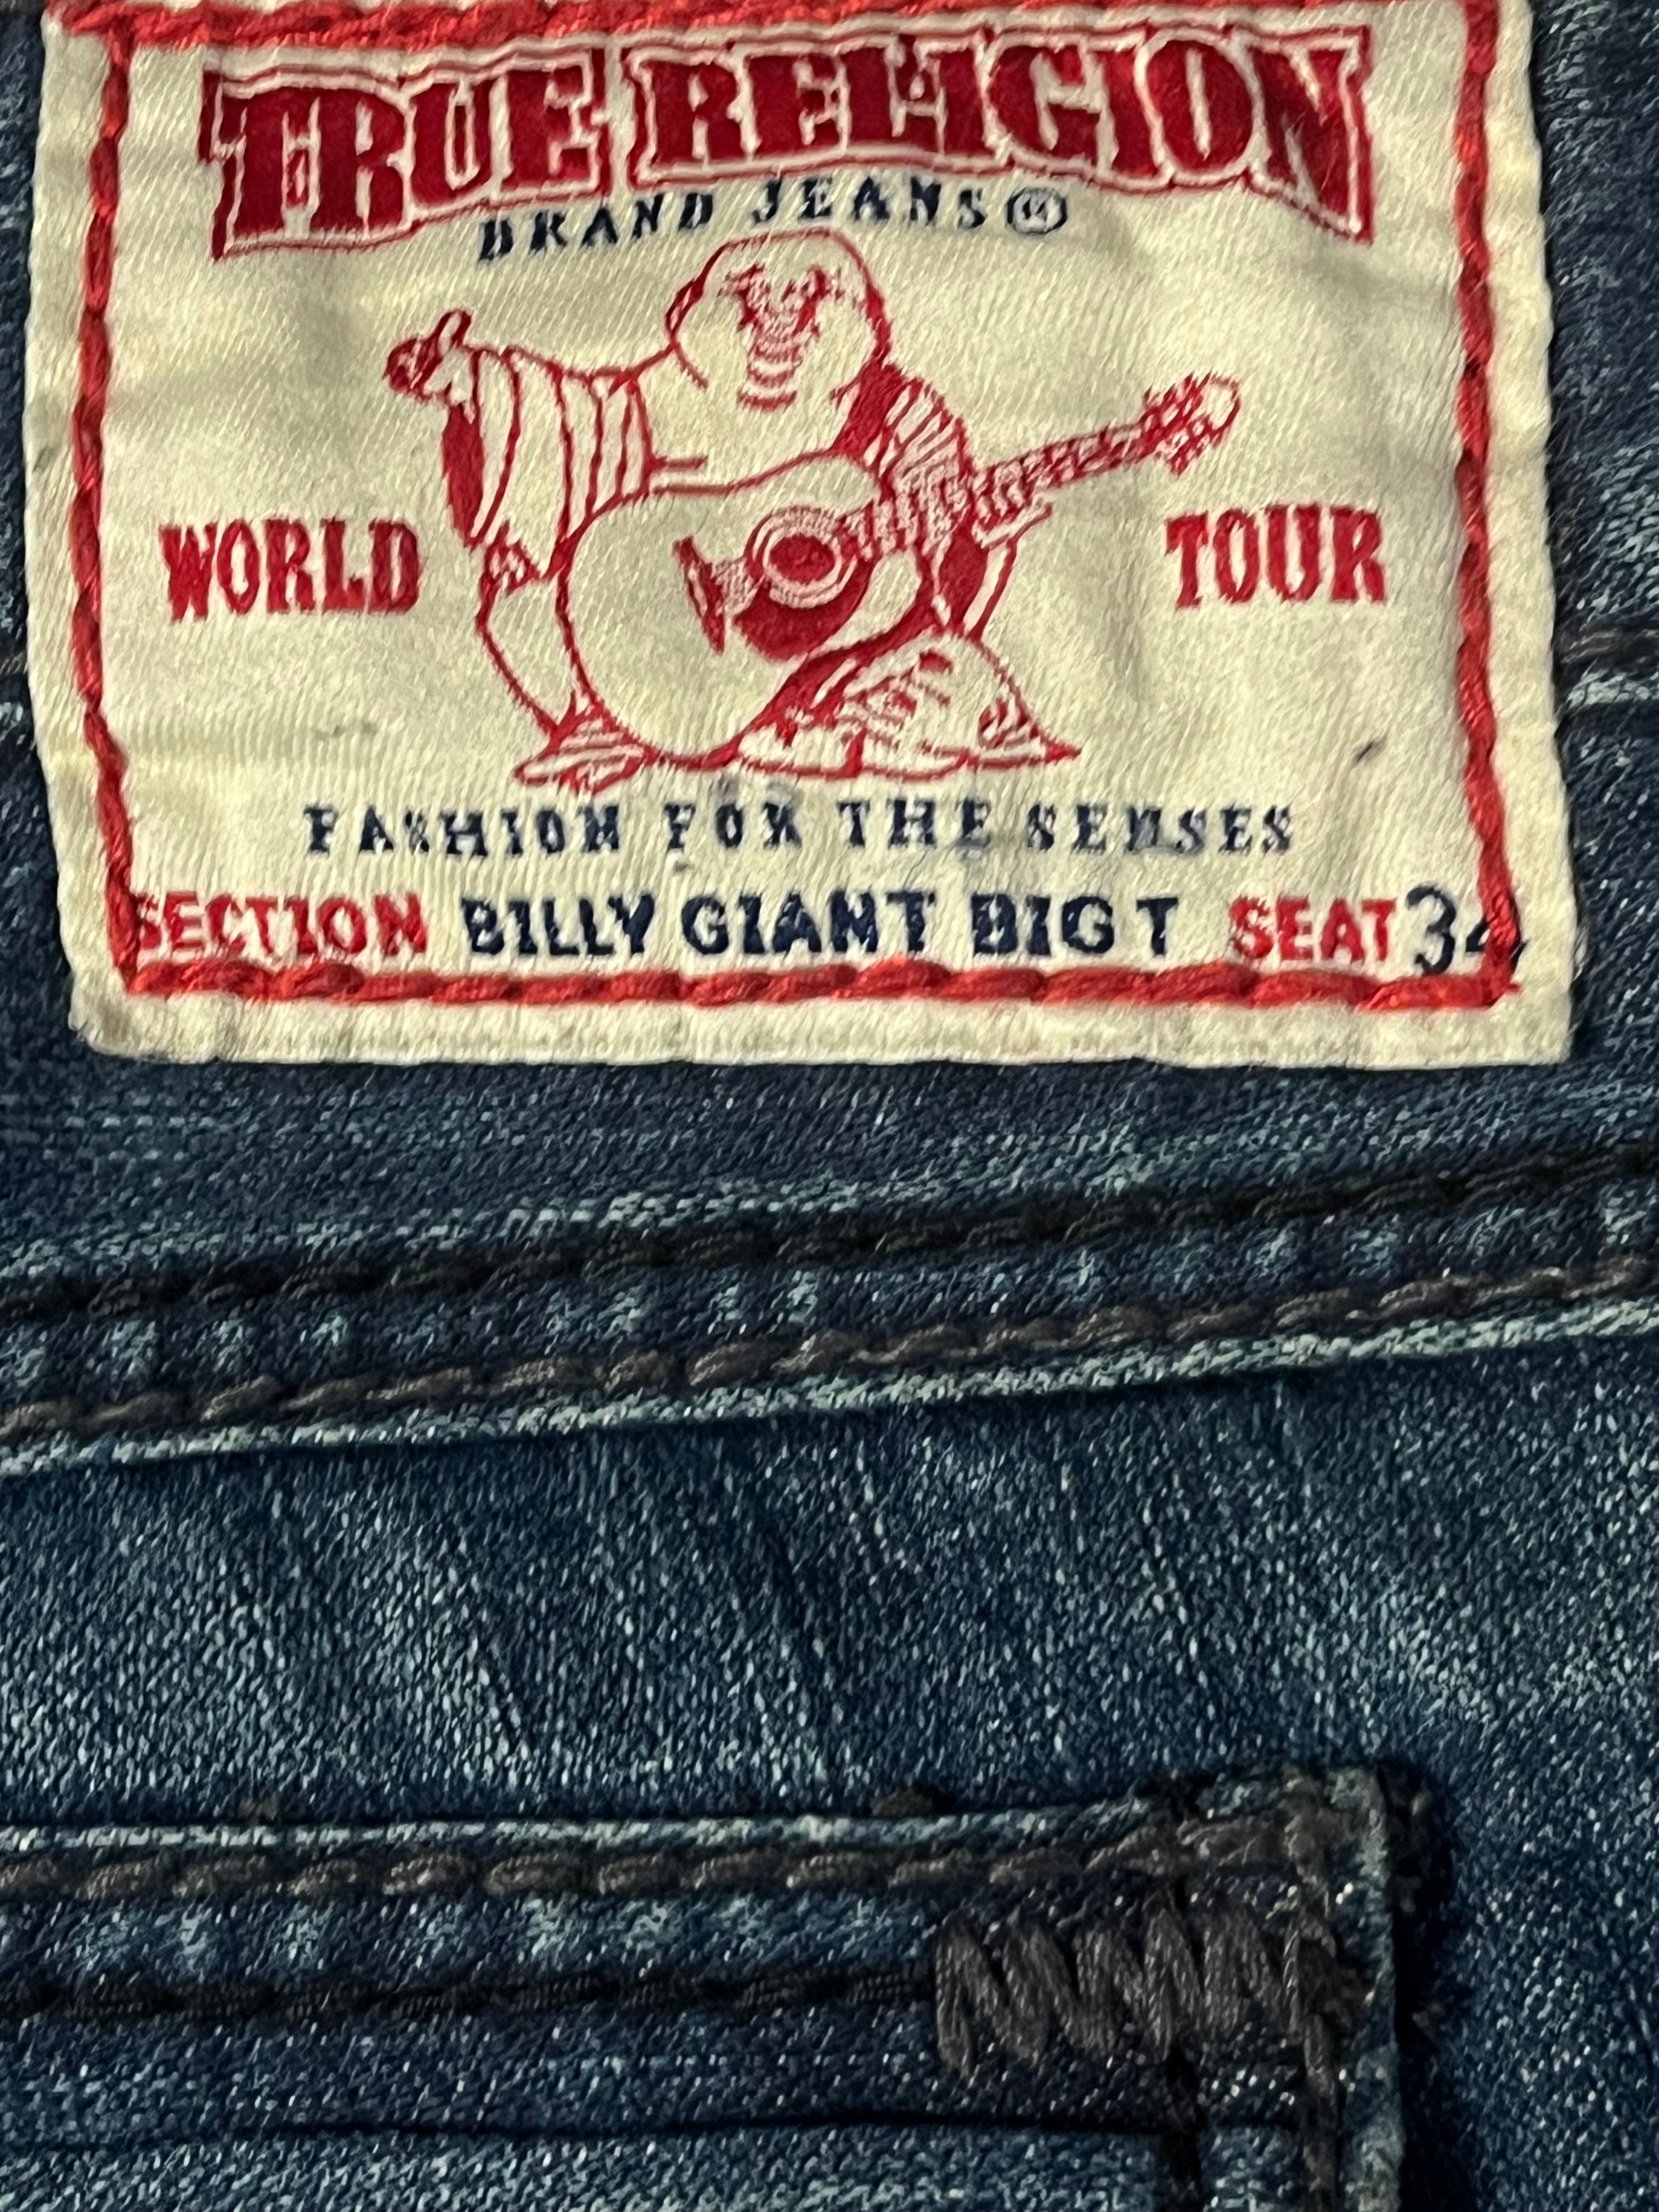 TRUE RELIGION
BRAND JEANS®
WORLD TOUR
FASHION FOR THE SENSES
SECTION BILLY GIANT BIG T SEAT 34